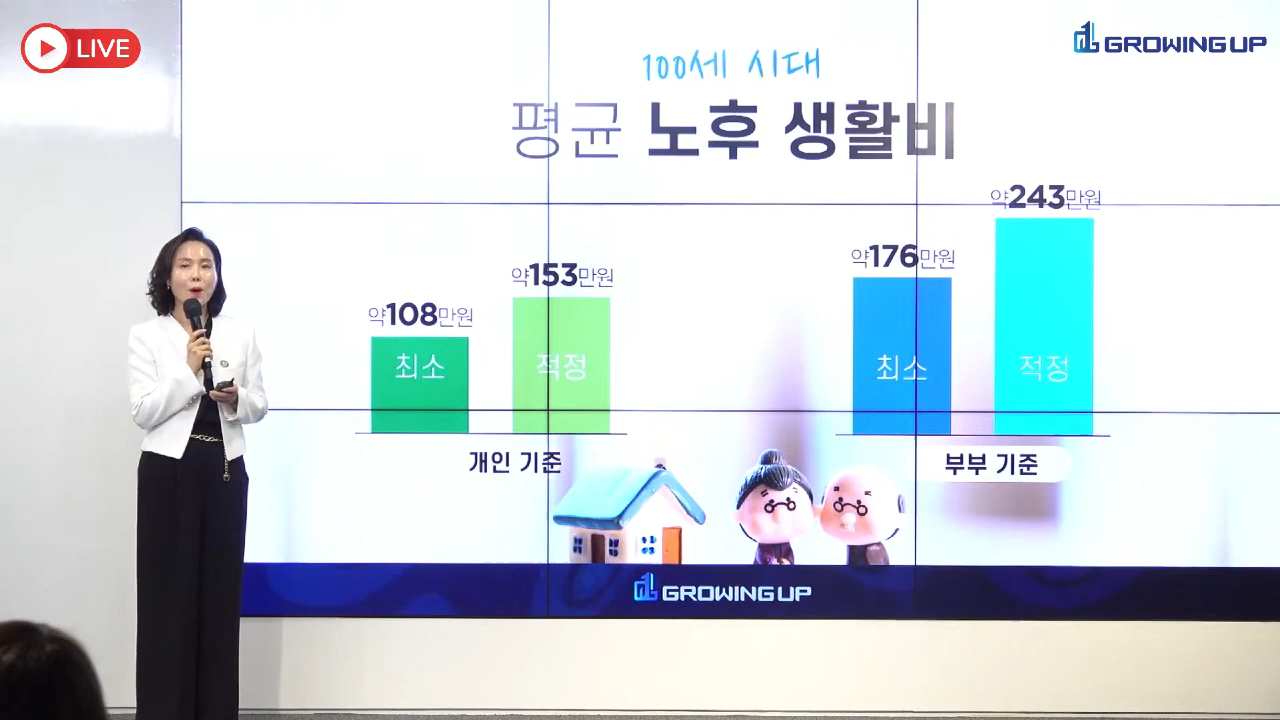 LIVE
GROWING UP
100세 시대
평균 노후 생활비
약108만원
최소
약153만원
적정
개인 기준
약176만원
최소
약243만원
적정
부부 기준
GROWING UP